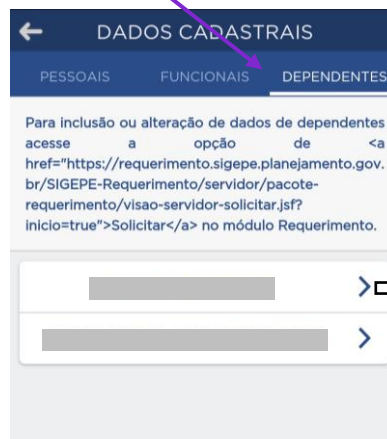 DADOS CADASTRAIS
PESSOAIS FUNCIONAIS DEPENDENTES
Para inclusão ou alteração de dados de dependentes
acesse a opção de <a
href="https://requerimento.sigepe.planejamento.gov.
br/SIGEPE-Requerimento/servidor/pacote-
requerimento/visao-servidor-solicitar.jsf?
inicio=true">Solicitar</a> no módulo Requerimento.